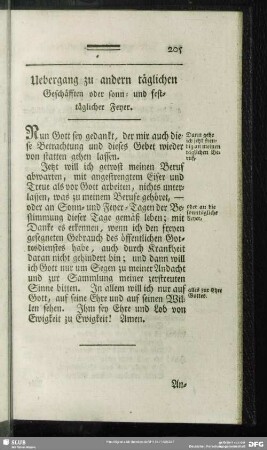 205
Uebergang zu andern täglichen
Geschäfften oder sonn- und fest-
täglicher Feyer.
Nun Gott sey gedankt, der mir auch die-
se Betrachtung und dieses Gebet wieder
von statten gehen lassen.
Jetzt will ich getrost meinen Beruf
abwarten, mit angestrengtem Eifer und
Treue als vor Gott arbeiten, nichts unter-
lassen, was zu meinem Berufe gehöret, —
oder an Sonn- und Feyer-Tagen der Be-
stimmung dieser Tage gemäß leben; mit
Danke es erkennen, wenn ich den freyen
gesegneten Gebrauch des öffentlichen Got-
tesdienstes habe, auch durch Krankheit
daran nicht gehindert bin; und dann will
ich Gott nur um Segen zu meiner Andacht
und zur Sammlung meiner zerstreuten
Sinne bitten. In allem will ich nur auf
Gott, auf seine Ehre und auf seinen Wil-
len sehen. Ihm sey Ehre und Lob von
Ewigkeit zu Ewigkeit! Amen.
Darin gehe
ich jetzt
an meinen
täglichen Be-
ruf,
oder an die
sonntägliche
Feyer,
alles zur Ehre
Gottes.
An-
SLUB
DFG